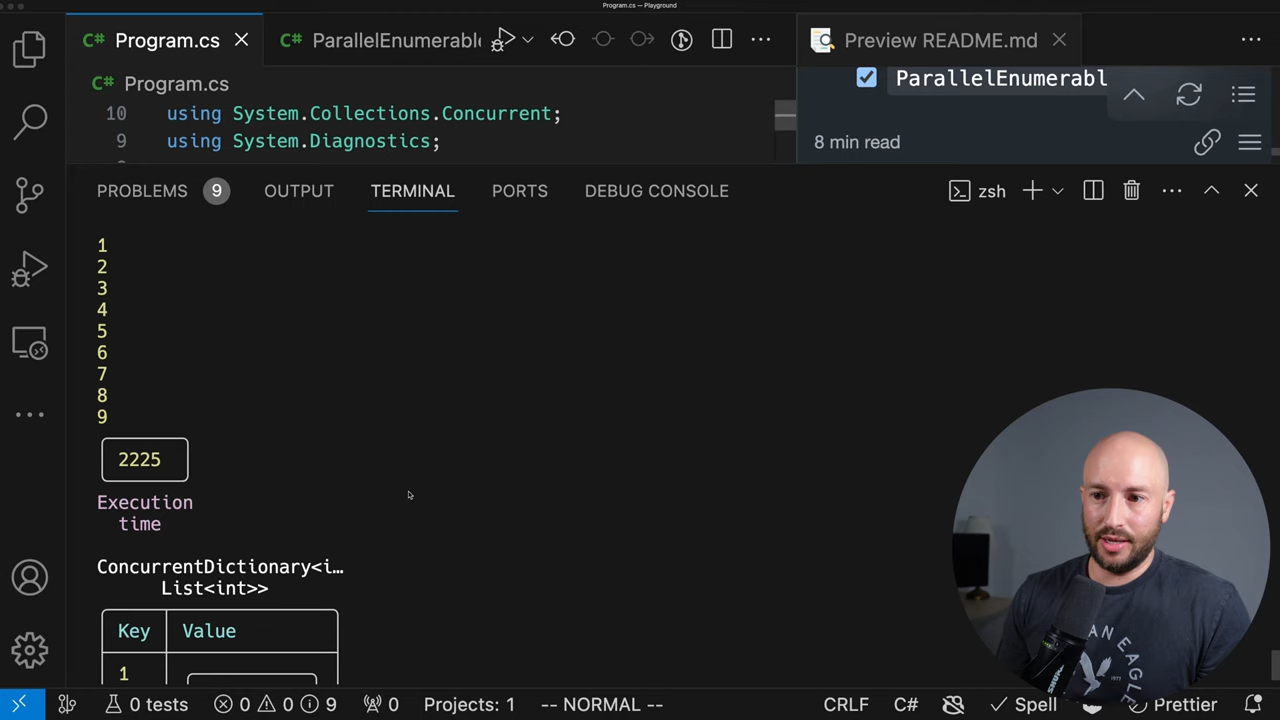 Program.cs — Playground
C# Program.cs
C# ParallelEnumerabl
Preview README.md
C# Program.cs
10 using System.Collections.Concurrent;
9 using System.Diagnostics;
ParallelEnumerabl
8 min read
PROBLEMS 9 OUTPUT TERMINAL PORTS DEBUG CONSOLE
zsh
1
2
3
4
5
6
7
8
9
2225
Execution
time
ConcurrentDictionary<i…
List<int>>
Key Value
1
AN EAGLE
1977
0 tests 0 0 9 0 Projects: 1 -- NORMAL -- CRLF C# Spell Prettier